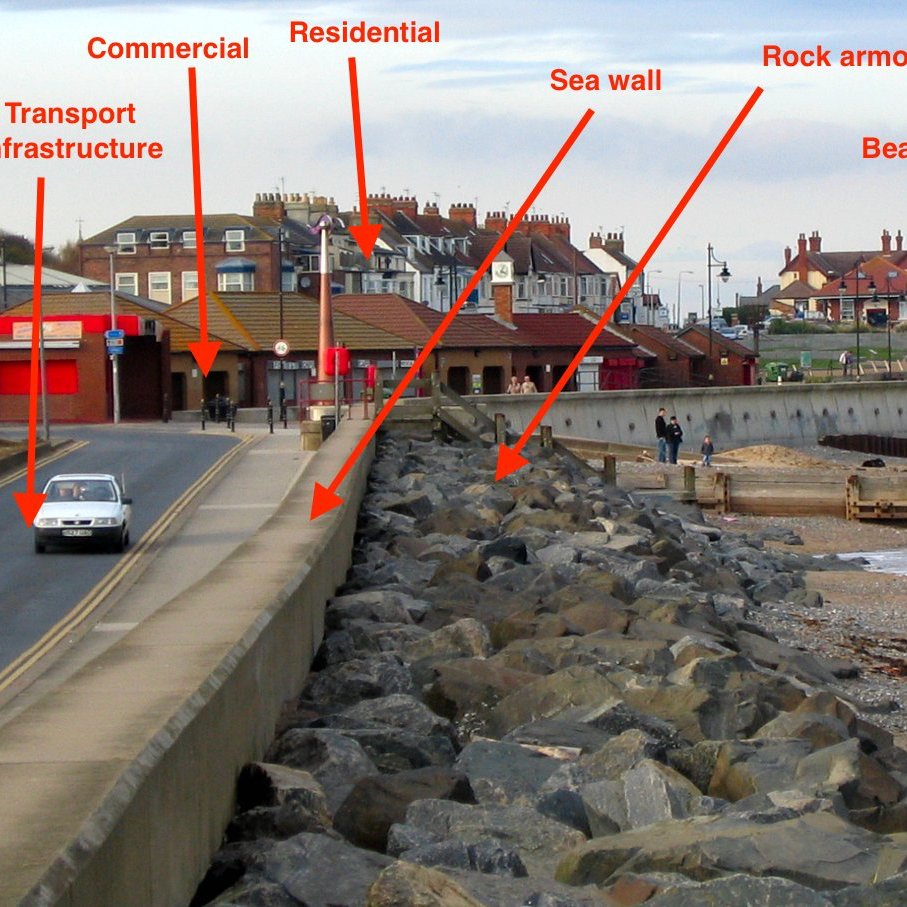 Residential
Commercial
Rock armo
Sea wall
Transport
nfrastructure
Bea